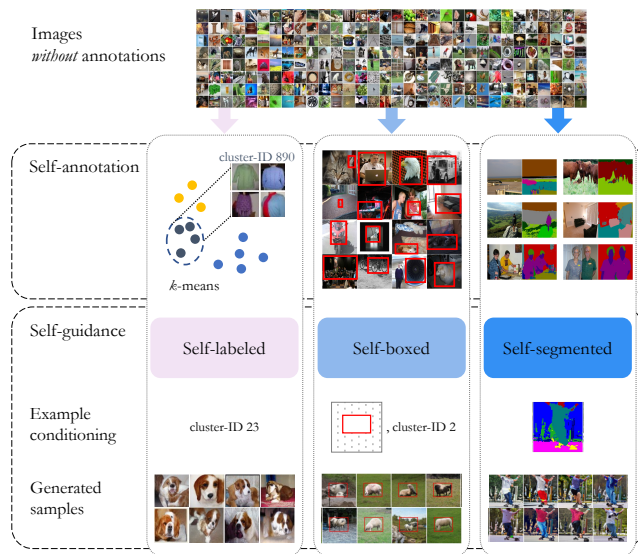 Images
without annotations
Self-annotation
cluster-ID 890
k-means
Self-guidance
Self-labeled
Self-boxed
Self-segmented
Example
conditioning
cluster-ID 23
, cluster-ID 2
Generated
samples